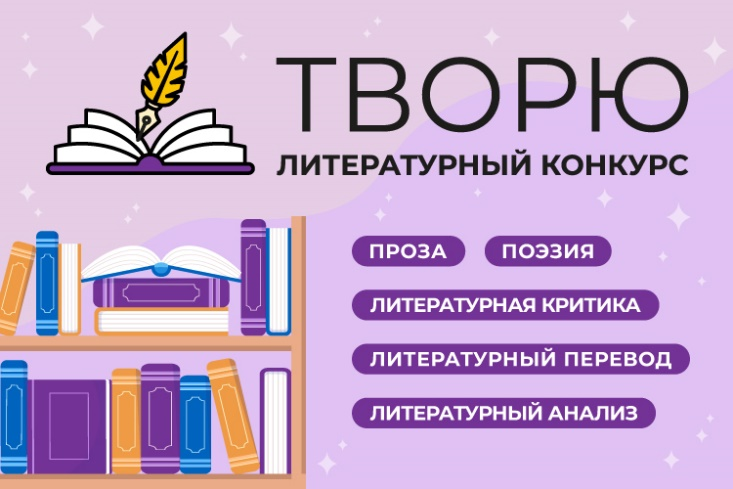 ТВОРЮ
ЛИТЕРАТУРНЫЙ КОНКУРС
ПРОЗА ПОЭЗИЯ
ЛИТЕРАТУРНАЯ КРИТИКА
ЛИТЕРАТУРНЫЙ ПЕРЕВОД
ЛИТЕРАТУРНЫЙ АНАЛИЗ